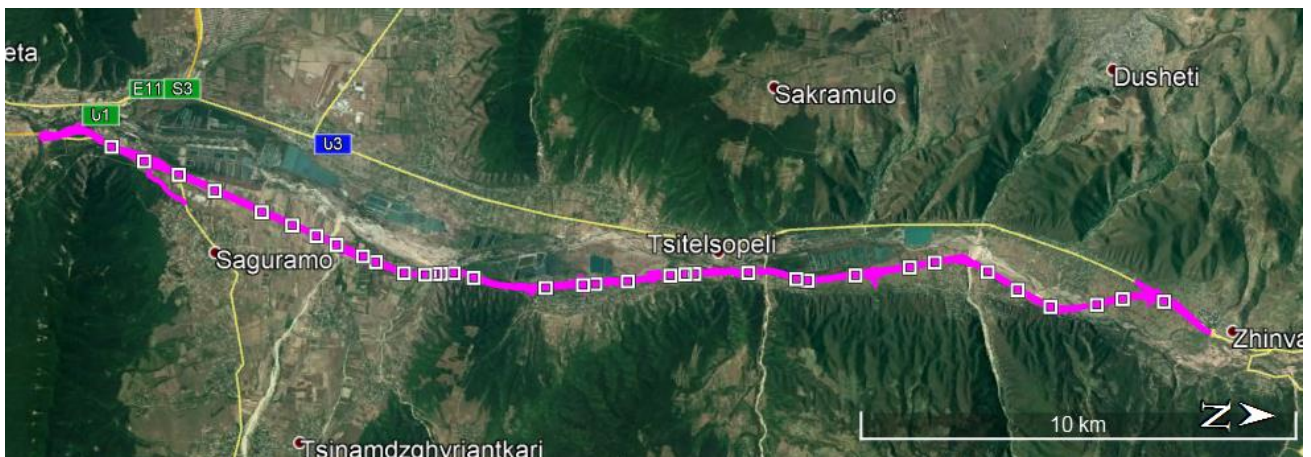 eta
E11 S3
ს1
ს3
Sakramulo
Dusheti
Saguramo
Tsitelsopeli
Zhinva
Tsinamdzghvriantkari
10 km
N